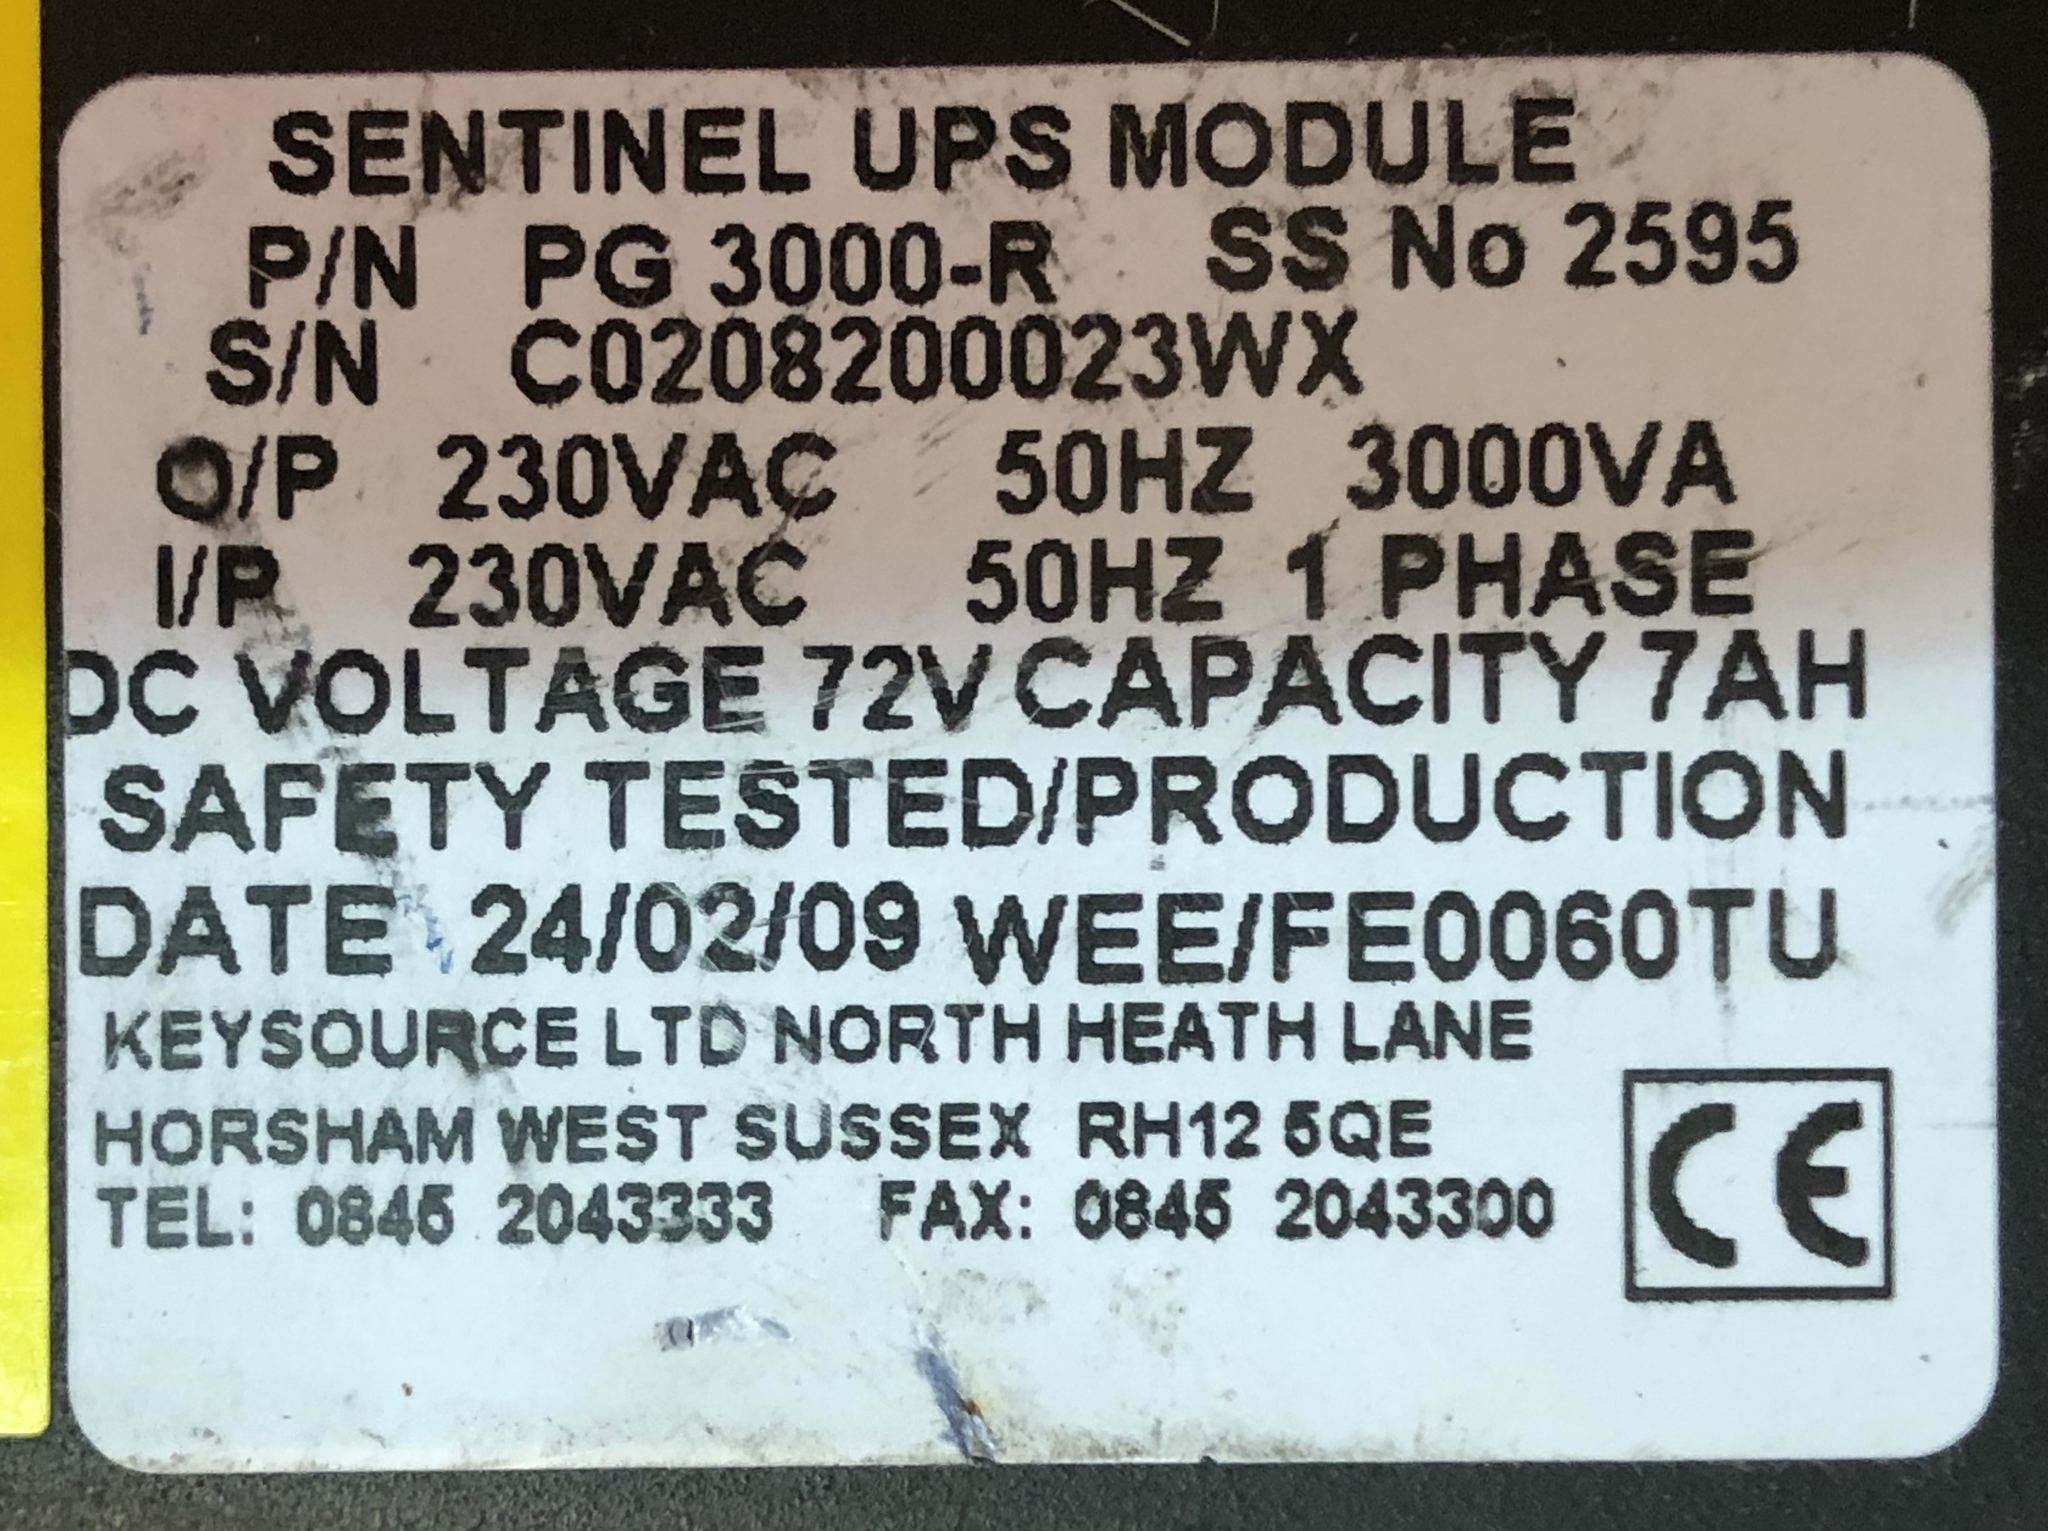 SENTINEL UPS MODULE
P/N PG 3000-R SS No 2595
S/N C0208200023WX
O/P 230VAC 50HZ 3000VA
I/P 230VAC 50HZ 1 PHASE
DC VOLTAGE 72V CAPACITY 7AH
SAFETY TESTED/PRODUCTION
DATE 24/02/09 WEE/FE0060TU
KEYSOURCE LTD NORTH HEATH LANE
HORSHAM WEST SUSSEX RH12 5QE
TEL: 0845 2043333 FAX: 0845 2043300
CE